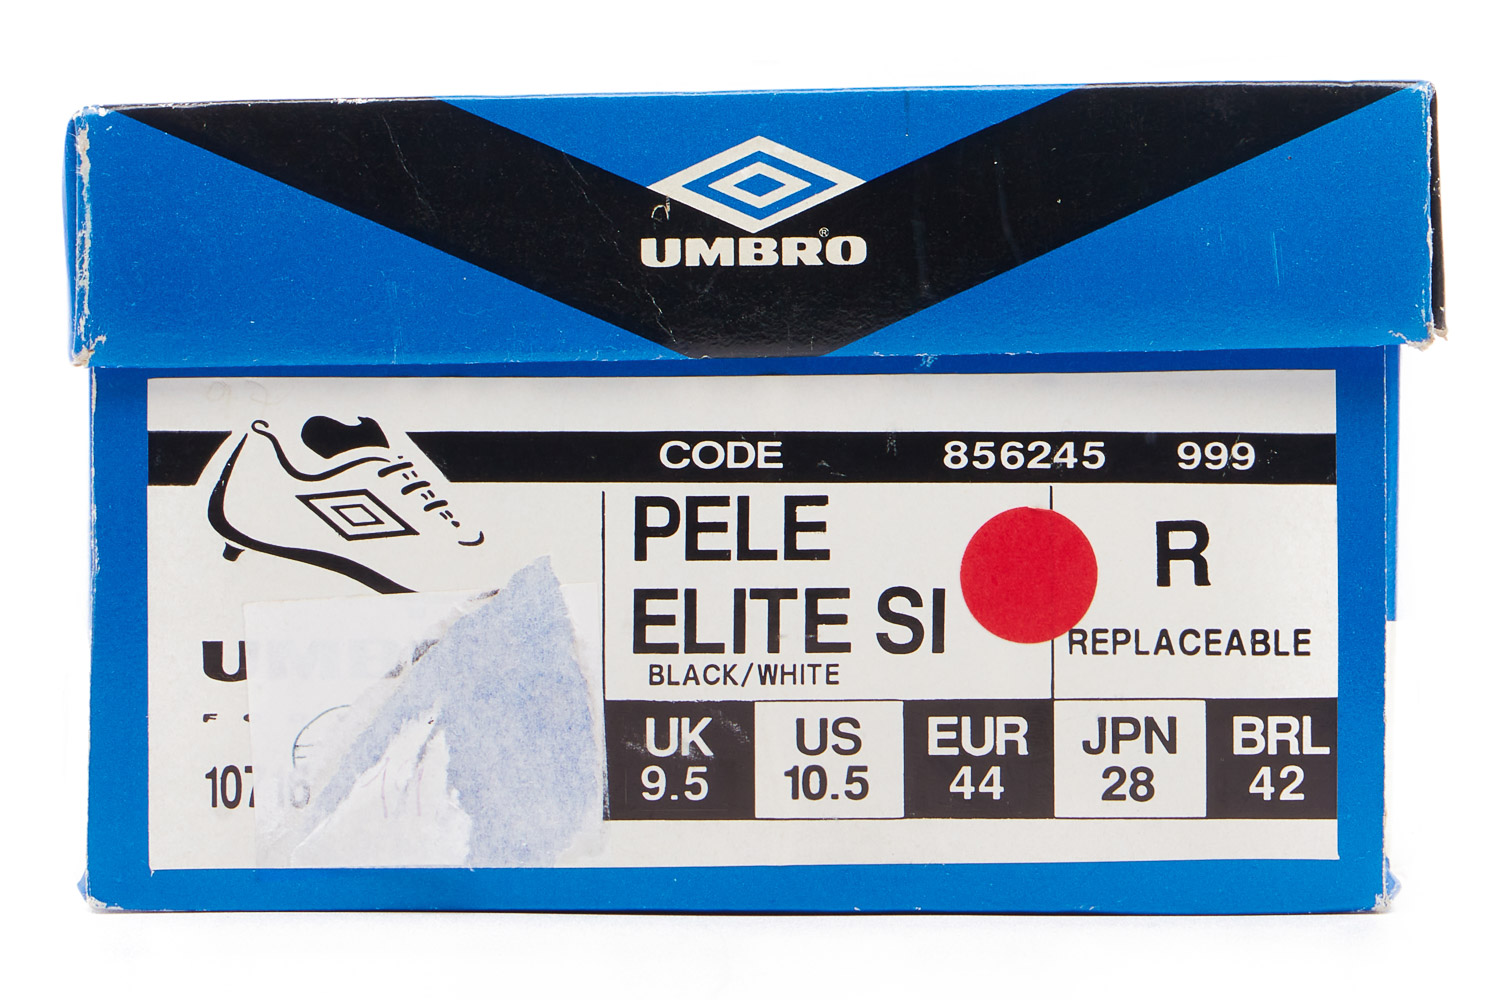 UMBRO®
CODE 856245 999
PELE
ELITE SI
BLACK/WHITE
R
REPLACEABLE
UK US EUR JPN BRL
9.5 10.5 44 28 42